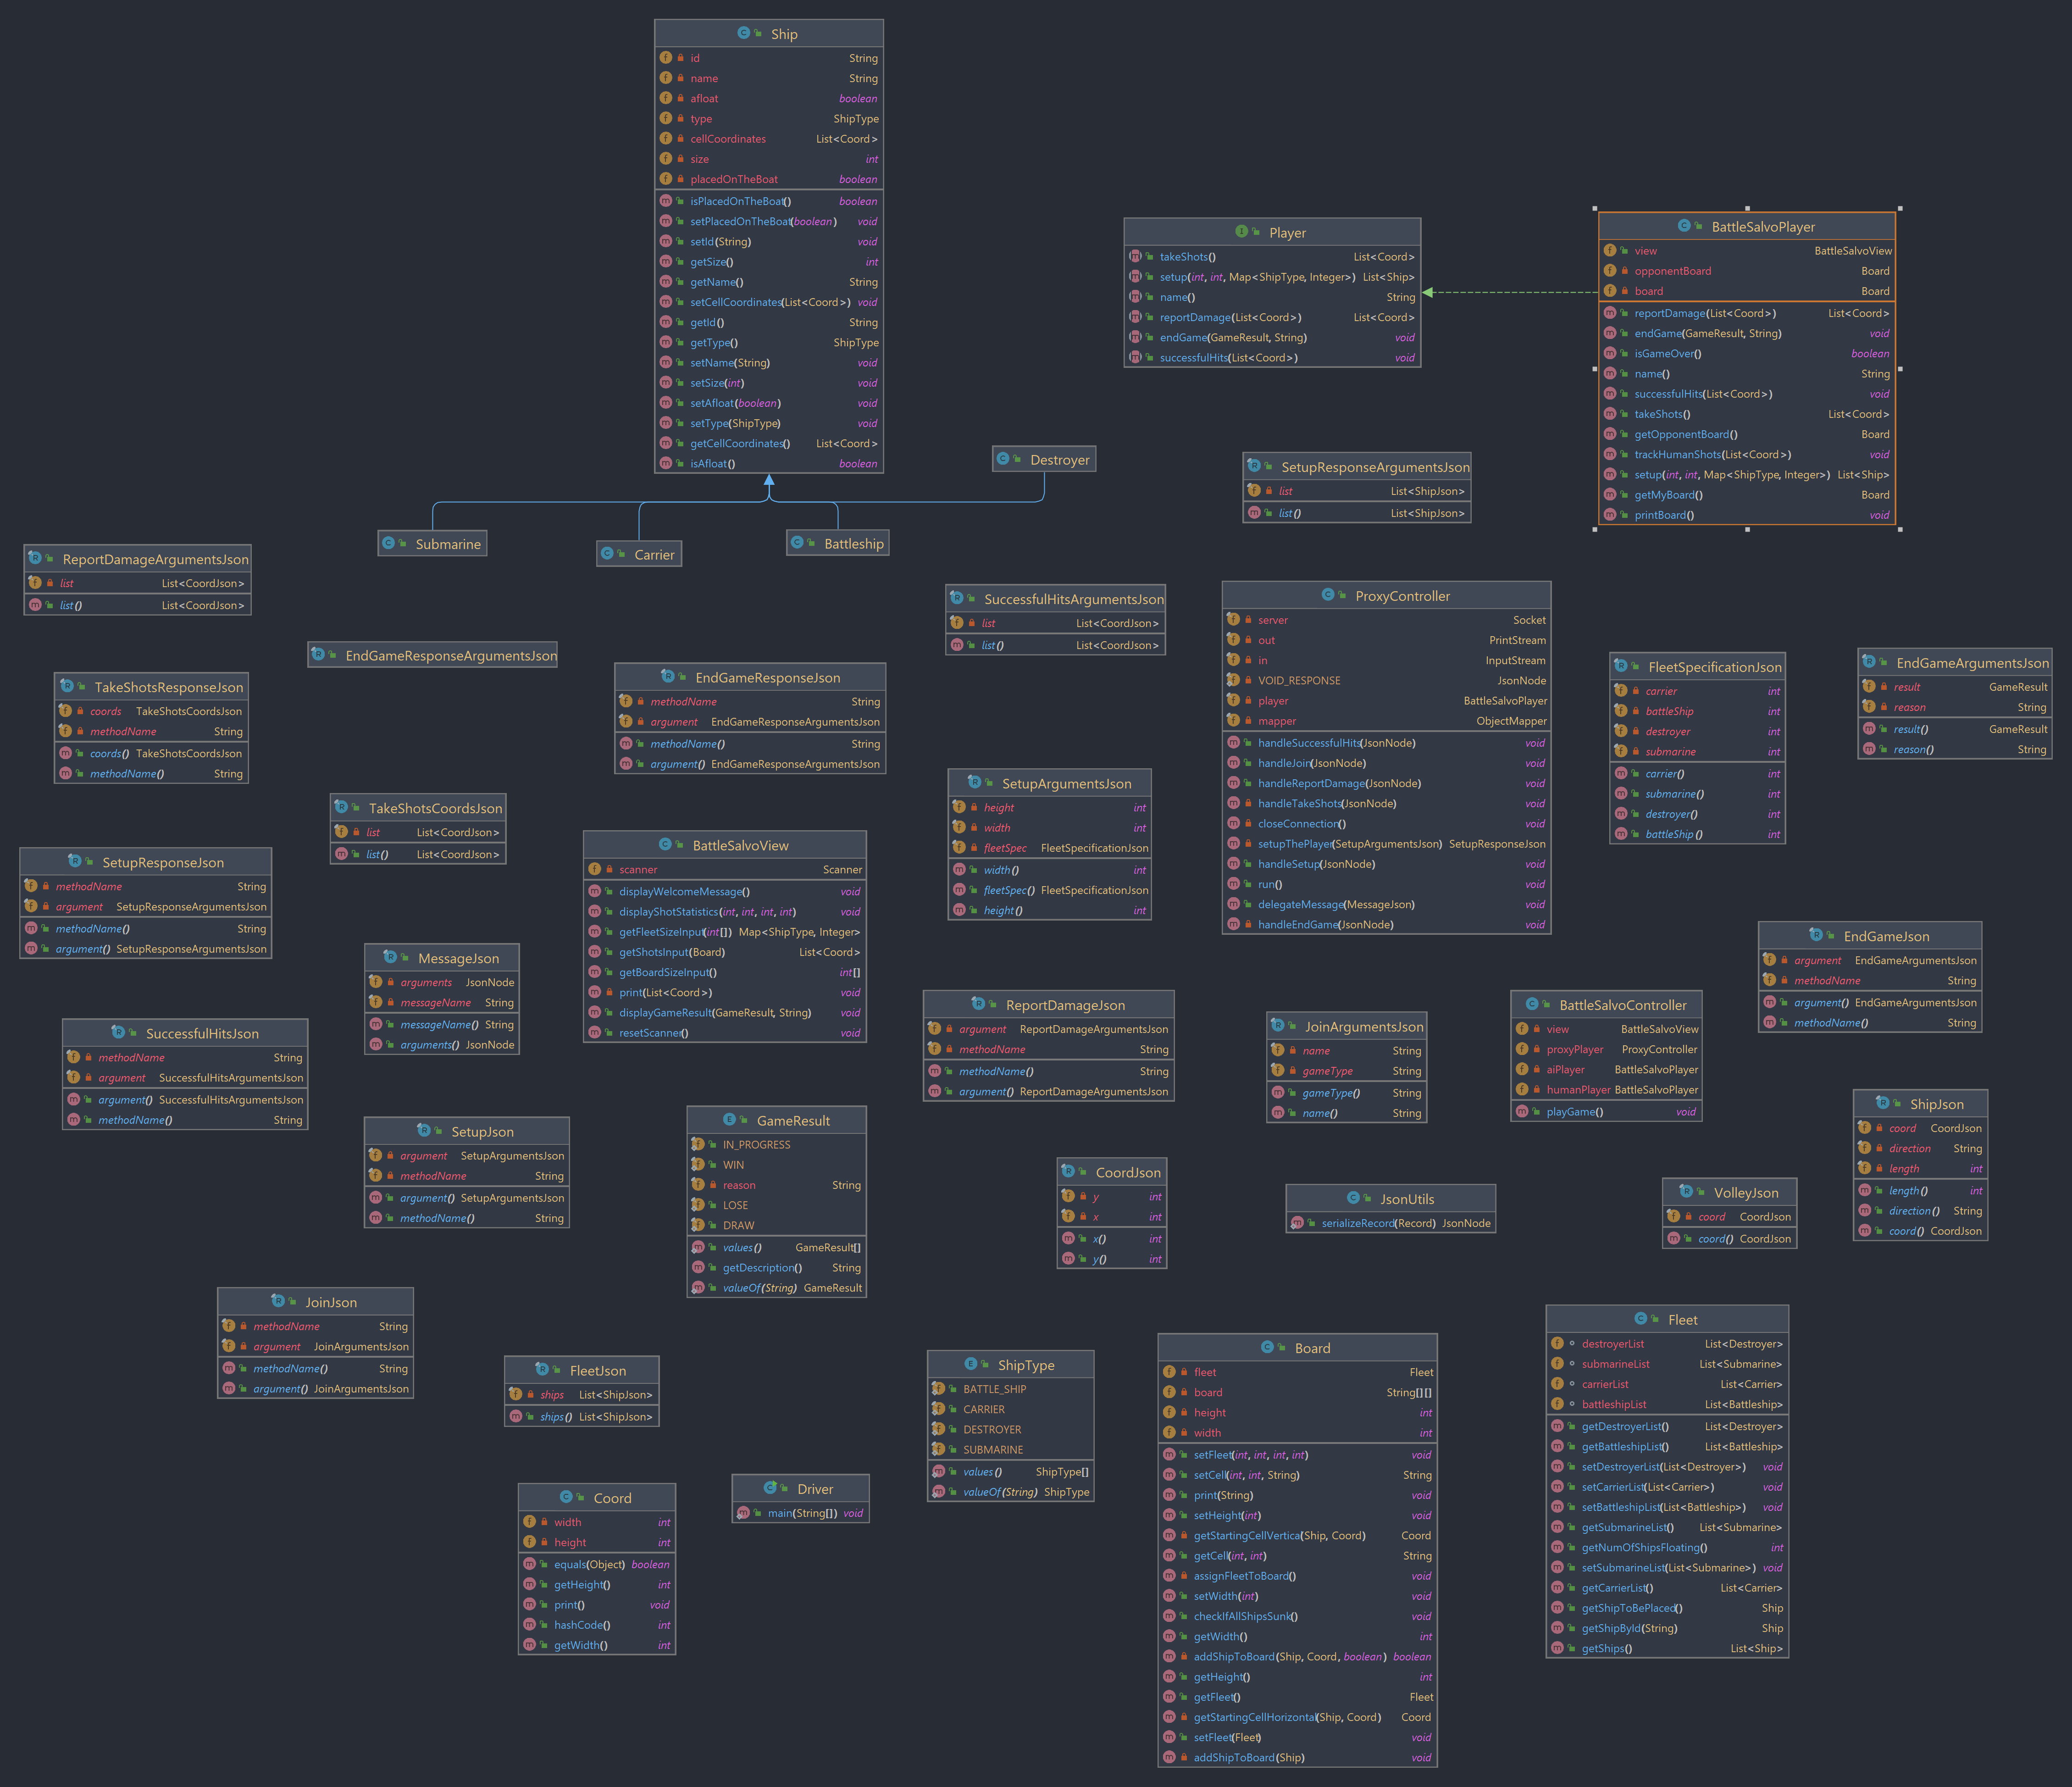 Ship
id String
name String
afloat boolean
type ShipType
cellCoordinates List<Coord>
size int
placedOnTheBoat boolean
isPlacedOnTheBoat() boolean
setPlacedOnTheBoat(boolean) void
setId(String) void
getSize() int
getName() String
setCellCoordinates(List<Coord>) void
getId() String
getType() ShipType
setName(String) void
setSize(int) void
setAfloat(boolean) void
setType(ShipType) void
getCellCoordinates() List<Coord>
isAfloat() boolean
Player
takeShots() List<Coord>
setup(int, int, Map<ShipType, Integer>) List<Ship>
name() String
reportDamage(List<Coord>) List<Coord>
endGame(GameResult, String) void
successfulHits(List<Coord>) void
BattleSalvoPlayer
view BattleSalvoView
opponentBoard Board
board Board
reportDamage(List<Coord>) List<Coord>
endGame(GameResult, String) void
isGameOver() boolean
name() String
successfulHits(List<Coord>) void
takeShots() List<Coord>
getOpponentBoard() Board
trackHumanShots(List<Coord>) void
setup(int, int, Map<ShipType, Integer>) List<Ship>
getMyBoard() Board
printBoard() void
Destroyer
Submarine
Carrier
Battleship
SetupResponseArgumentsJson
list List<ShipJson>
list() List<ShipJson>
ReportDamageArgumentsJson
list List<CoordJson>
list() List<CoordJson>
SuccessfulHitsArgumentsJson
list List<CoordJson>
list() List<CoordJson>
ProxyController
server Socket
out PrintStream
in InputStream
VOID_RESPONSE JsonNode
player BattleSalvoPlayer
mapper ObjectMapper
handleSuccessfulHits(JsonNode) void
handleJoin(JsonNode) void
handleReportDamage(JsonNode) void
handleTakeShots(JsonNode) void
closeConnection() void
setupThePlayer(SetupArgumentsJson) SetupResponseJson
handleSetup(JsonNode) void
run() void
delegateMessage(MessageJson) void
handleEndGame(JsonNode) void
EndGameResponseArgumentsJson
TakeShotsResponseJson
coords TakeShotsCoordsJson
methodName String
coords() TakeShotsCoordsJson
methodName() String
EndGameResponseJson
methodName String
argument EndGameResponseArgumentsJson
methodName() String
argument() EndGameResponseArgumentsJson
FleetSpecificationJson
carrier int
battleShip int
destroyer int
submarine int
carrier() int
submarine() int
destroyer() int
battleShip() int
EndGameArgumentsJson
result GameResult
reason String
result() GameResult
reason() String
SetupArgumentsJson
height int
width int
fleetSpec FleetSpecificationJson
width() int
fleetSpec() FleetSpecificationJson
height() int
TakeShotsCoordsJson
list List<CoordJson>
list() List<CoordJson>
BattleSalvoView
scanner Scanner
displayWelcomeMessage() void
displayShotStatistics(int, int, int, int) void
getFleetSizeInput(int[]) Map<ShipType, Integer>
getShotsInput(Board) List<Coord>
getBoardSizeInput() int[]
print(List<Coord>) void
displayGameResult(GameResult, String) void
resetScanner() void
SetupResponseJson
methodName String
argument SetupResponseArgumentsJson
methodName() String
argument() SetupResponseArgumentsJson
MessageJson
arguments JsonNode
messageName String
messageName() String
arguments() JsonNode
EndGameJson
argument EndGameArgumentsJson
methodName String
argument() EndGameArgumentsJson
methodName() String
ReportDamageJson
argument ReportDamageArgumentsJson
methodName String
methodName() String
argument() ReportDamageArgumentsJson
JoinArgumentsJson
name String
gameType String
gameType() String
name() String
BattleSalvoController
view BattleSalvoView
proxyPlayer ProxyController
aiPlayer BattleSalvoPlayer
humanPlayer BattleSalvoPlayer
playGame() void
SuccessfulHitsJson
methodName String
argument SuccessfulHitsArgumentsJson
argument() SuccessfulHitsArgumentsJson
methodName() String
SetupJson
argument SetupArgumentsJson
methodName String
argument() SetupArgumentsJson
methodName() String
GameResult
IN_PROGRESS
WIN
reason String
LOSE
DRAW
values() GameResult[]
getDescription() String
valueOf(String) GameResult
CoordJson
y int
x int
x() int
y() int
JsonUtils
serializeRecord(Record) JsonNode
VolleyJson
coord CoordJson
coord() CoordJson
ShipJson
coord CoordJson
direction String
length int
length() int
direction() String
coord() CoordJson
JoinJson
methodName String
argument JoinArgumentsJson
methodName() String
argument() JoinArgumentsJson
FleetJson
ships List<ShipJson>
ships() List<ShipJson>
ShipType
BATTLE_SHIP
CARRIER
DESTROYER
SUBMARINE
values() ShipType[]
valueOf(String) ShipType
Board
fleet Fleet
board String[][]
height int
width int
setFleet(int, int, int, int) void
setCell(int, int, String) String
print(String) void
setHeight(int) void
getStartingCellVertica(Ship, Coord) Coord
getCell(int, int) String
assignFleetToBoard() void
setWidth(int) void
checkIfAllShipsSunk() void
getWidth() int
addShipToBoard(Ship, Coord, boolean) boolean
getHeight() int
getFleet() Fleet
getStartingCellHorizontal(Ship, Coord) Coord
setFleet(Fleet) void
addShipToBoard(Ship) void
Fleet
destroyerList List<Destroyer>
submarineList List<Submarine>
carrierList List<Carrier>
battleshipList List<Battleship>
getDestroyerList() List<Destroyer>
getBattleshipList() List<Battleship>
setDestroyerList(List<Destroyer>) void
setCarrierList(List<Carrier>) void
setBattleshipList(List<Battleship>) void
getSubmarineList() List<Submarine>
getNumOfShipsFloating() int
setSubmarineList(List<Submarine>) void
getCarrierList() List<Carrier>
getShipToBePlaced() Ship
getShipById(String) Ship
getShips() List<Ship>
Coord
width int
height int
equals(Object) boolean
getHeight() int
print() void
hashCode() int
getWidth() int
Driver
main(String[]) void